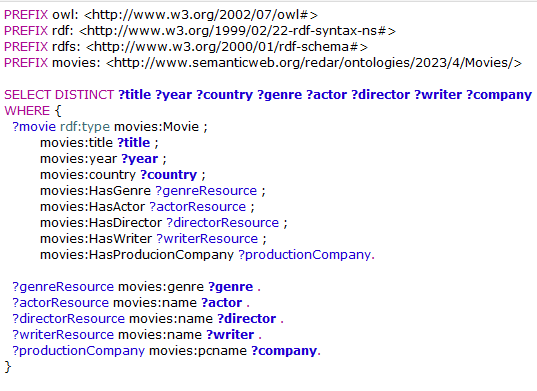 PREFIX owl: <http://www.w3.org/2002/07/owl#>
PREFIX rdf: <http://www.w3.org/1999/02/22-rdf-syntax-ns#>
PREFIX rdfs: <http://www.w3.org/2000/01/rdf-schema#>
PREFIX movies: <http://www.semanticweb.org/redar/ontologies/2023/4/Movies/>

SELECT DISTINCT ?title ?year ?country ?genre ?actor ?director ?writer ?company
WHERE {
  ?movie rdf:type movies:Movie ;
       movies:title ?title ;
       movies:year ?year ;
       movies:country ?country ;
       movies:HasGenre ?genreResource ;
       movies:HasActor ?actorResource ;
       movies:HasDirector ?directorResource ;
       movies:HasWriter ?writerResource ;
       movies:HasProducionCompany ?productionCompany.

  ?genreResource movies:genre ?genre .
  ?actorResource movies:name ?actor .
  ?directorResource movies:name ?director .
  ?writerResource movies:name ?writer .
  ?productionCompany movies:pcname ?company.
}